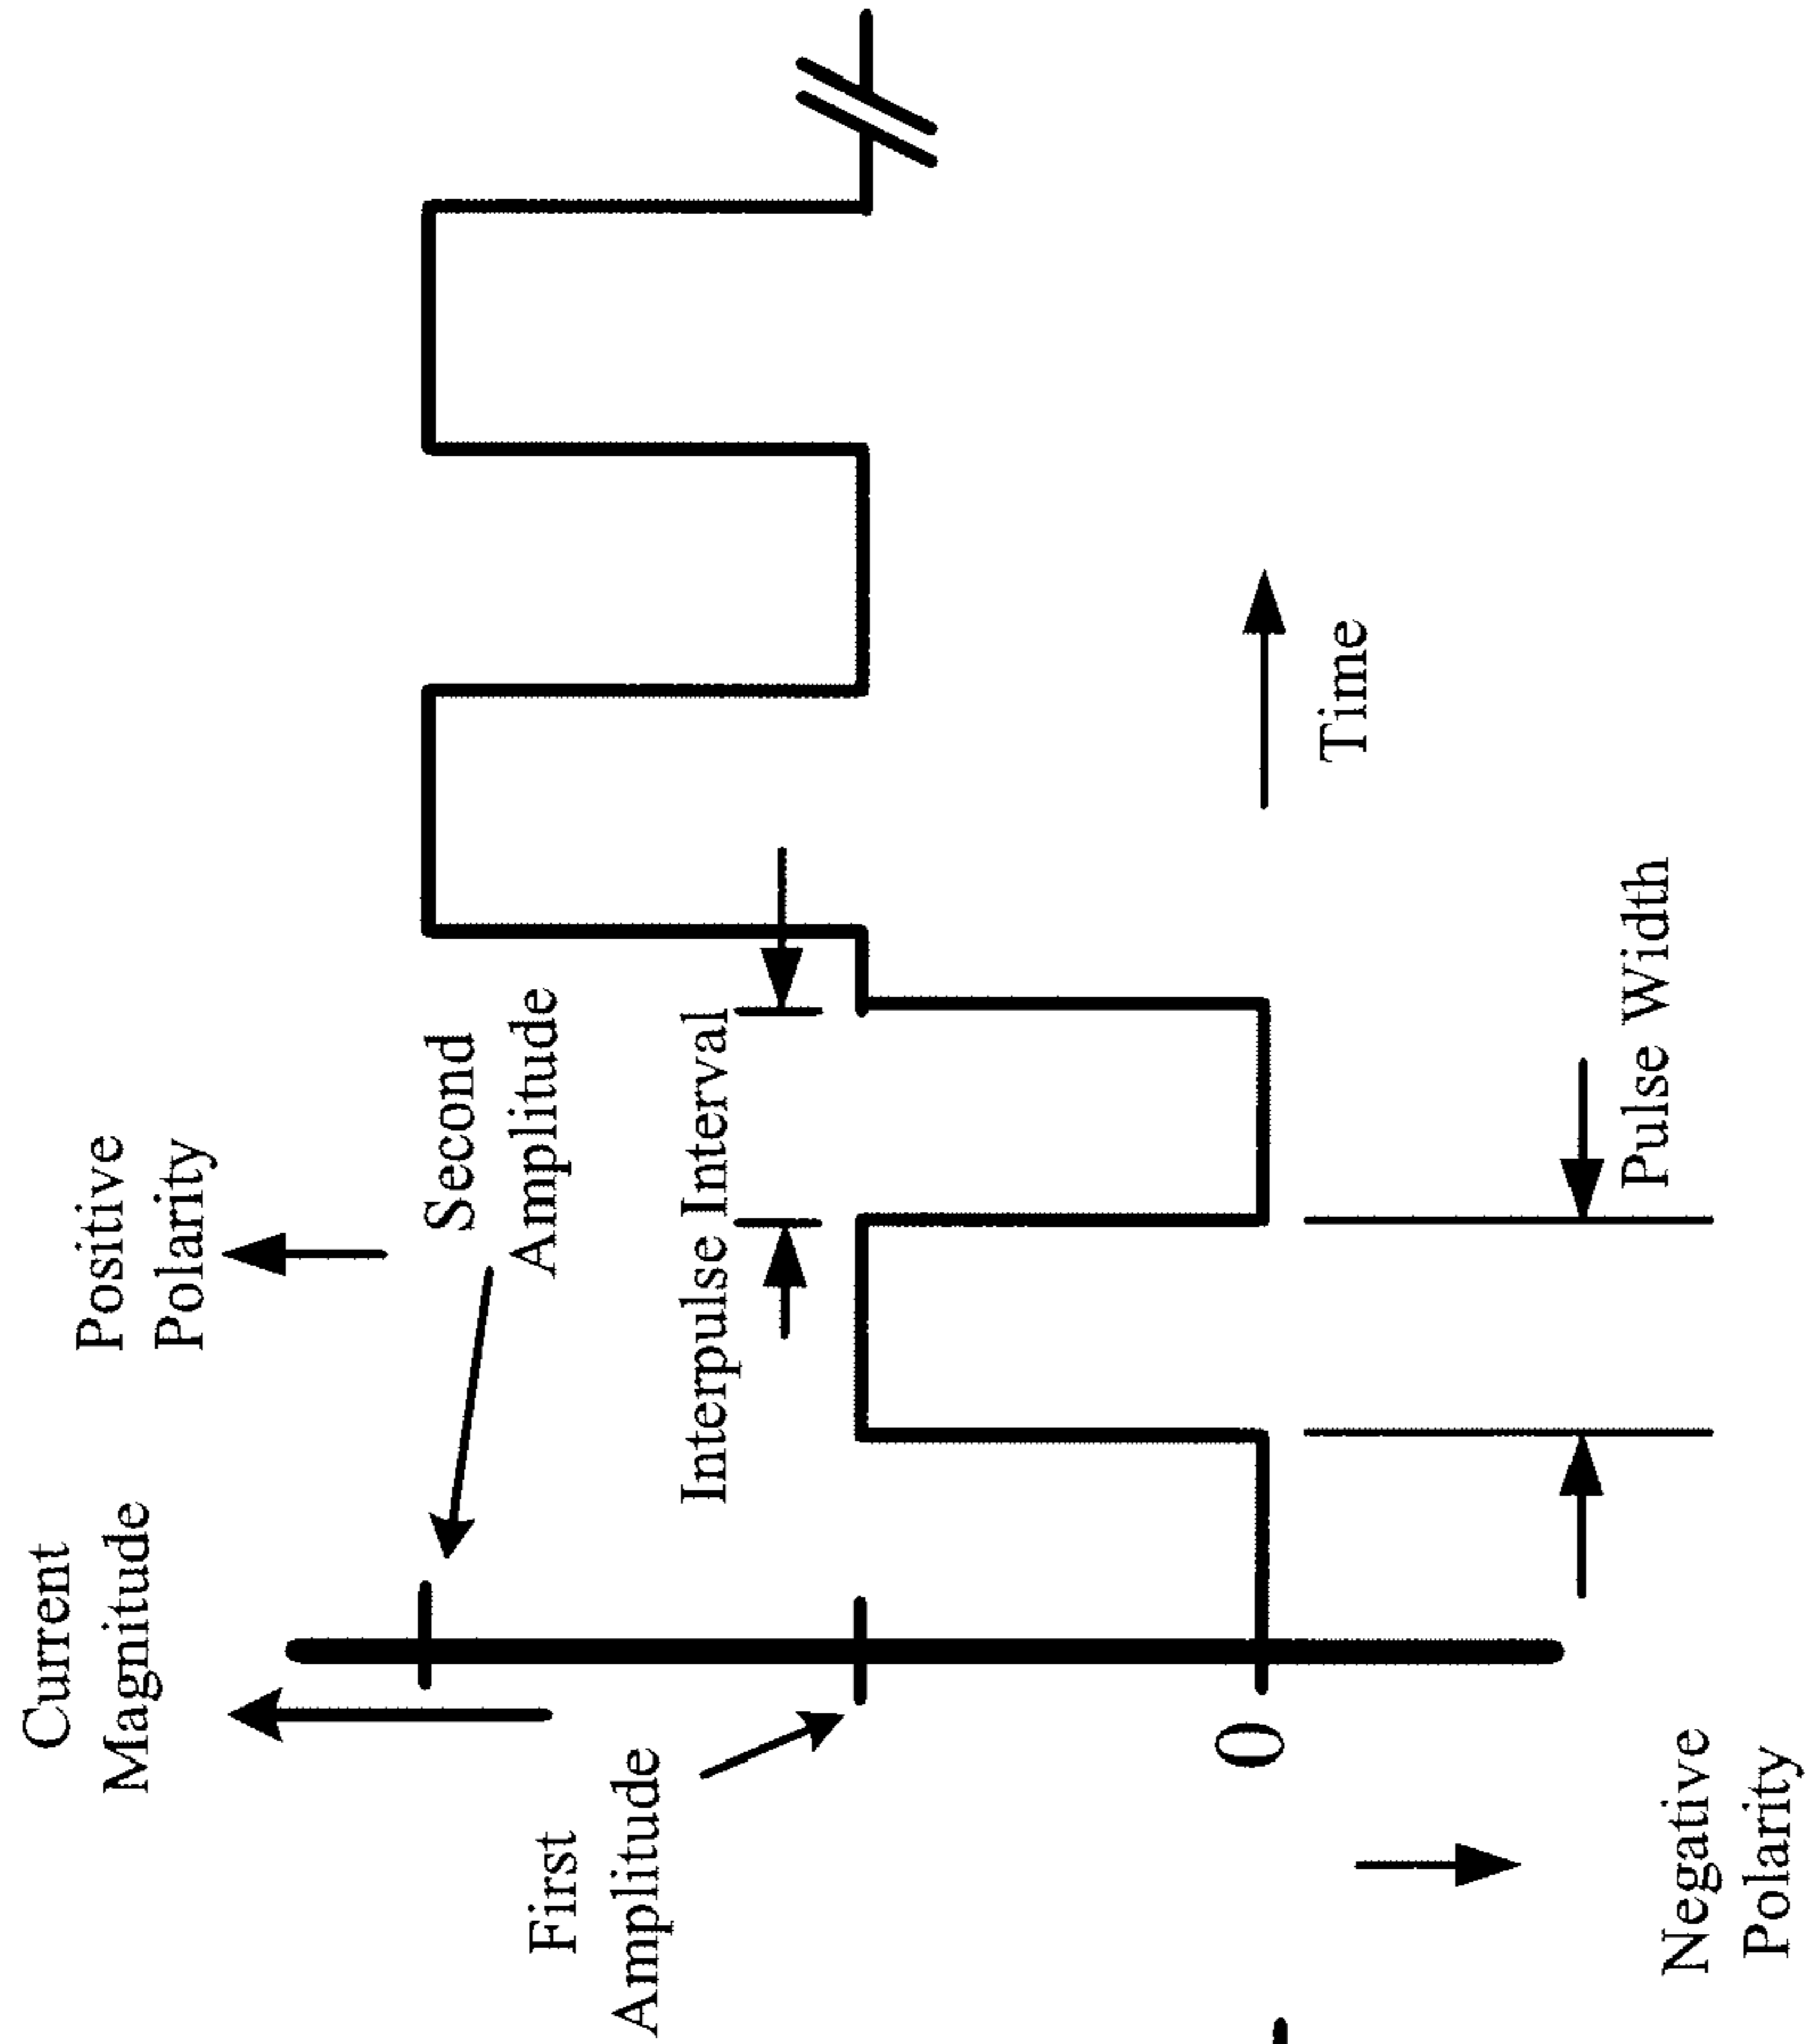 Current
Magnitude
Positive
Polarity
Second
Amplitude
First
Amplitude
Interpulse Interval
0
Time
Pulse Width
Negative
Polarity